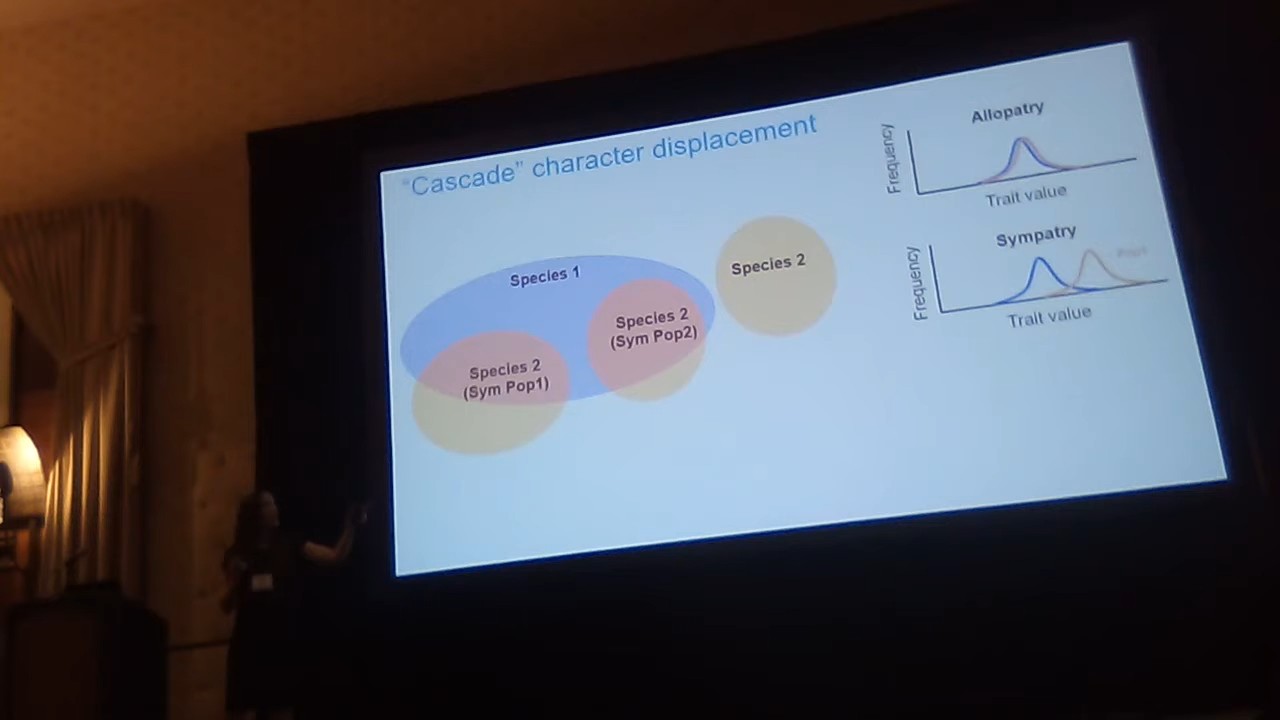 "Cascade" character displacement
Species 1
Species 2
(Sym Pop1)
Species 2
(Sym Pop2)
Species 2
Allopatry
Frequency
Trait value
Sympatry
Frequency
Pop1
Trait value